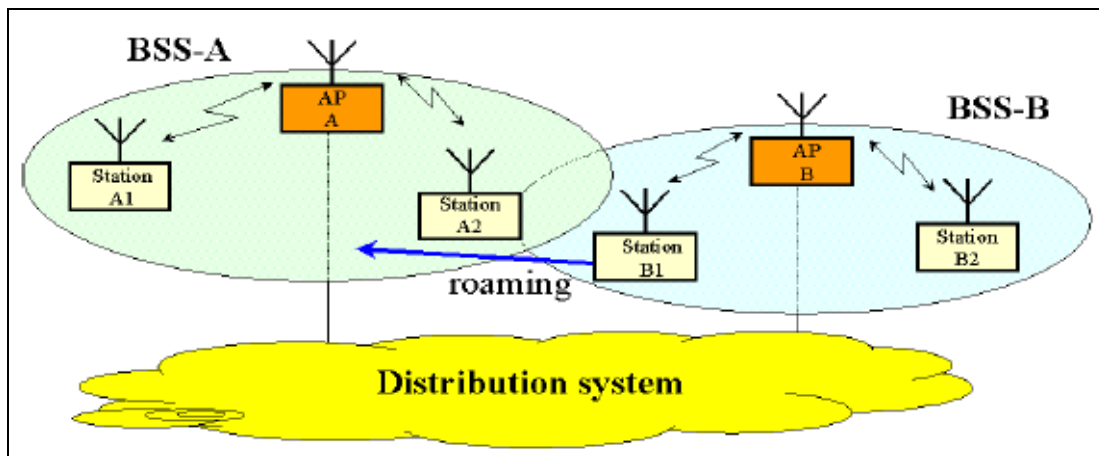 BSS-A
AP
A
BSS-B
AP
B
Station
A1
Station
A2
Station
B1
Station
B2
roaming
Distribution system